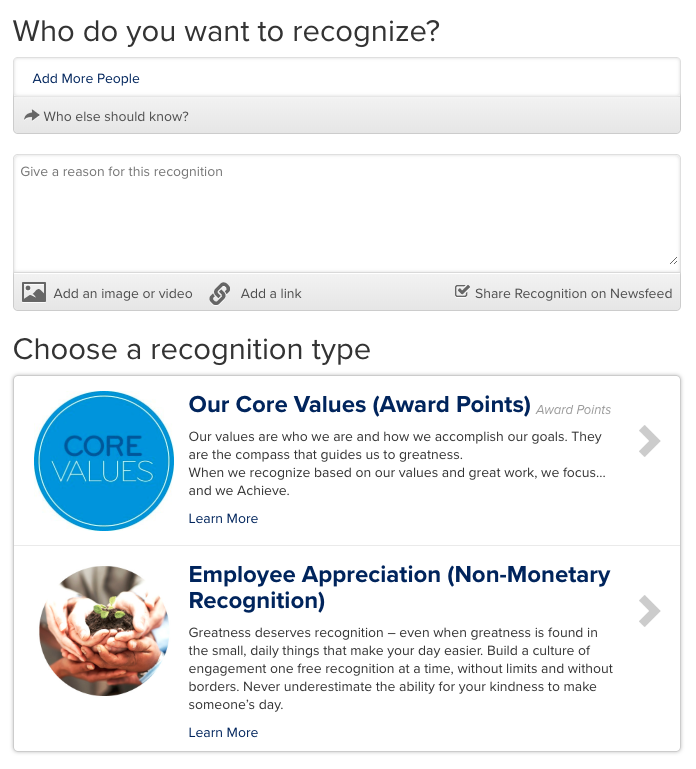 Who do you want to recognize?
Add More People
Who else should know?
Give a reason for this recognition
Add an image or video
Add a link
Share Recognition on Newsfeed
Choose a recognition type
CORE
VALUES
Our Core Values (Award Points) Award Points
Our values are who we are and how we accomplish our goals. They
are the compass that guides us to greatness.
When we recognize based on our values and great work, we focus...
and we Achieve.
Learn More
Employee Appreciation (Non-Monetary
Recognition)
Greatness deserves recognition – even when greatness is found in
the small, daily things that make your day easier. Build a culture of
engagement one free recognition at a time, without limits and without
borders. Never underestimate the ability for your kindness to make
someone’s day.
Learn More